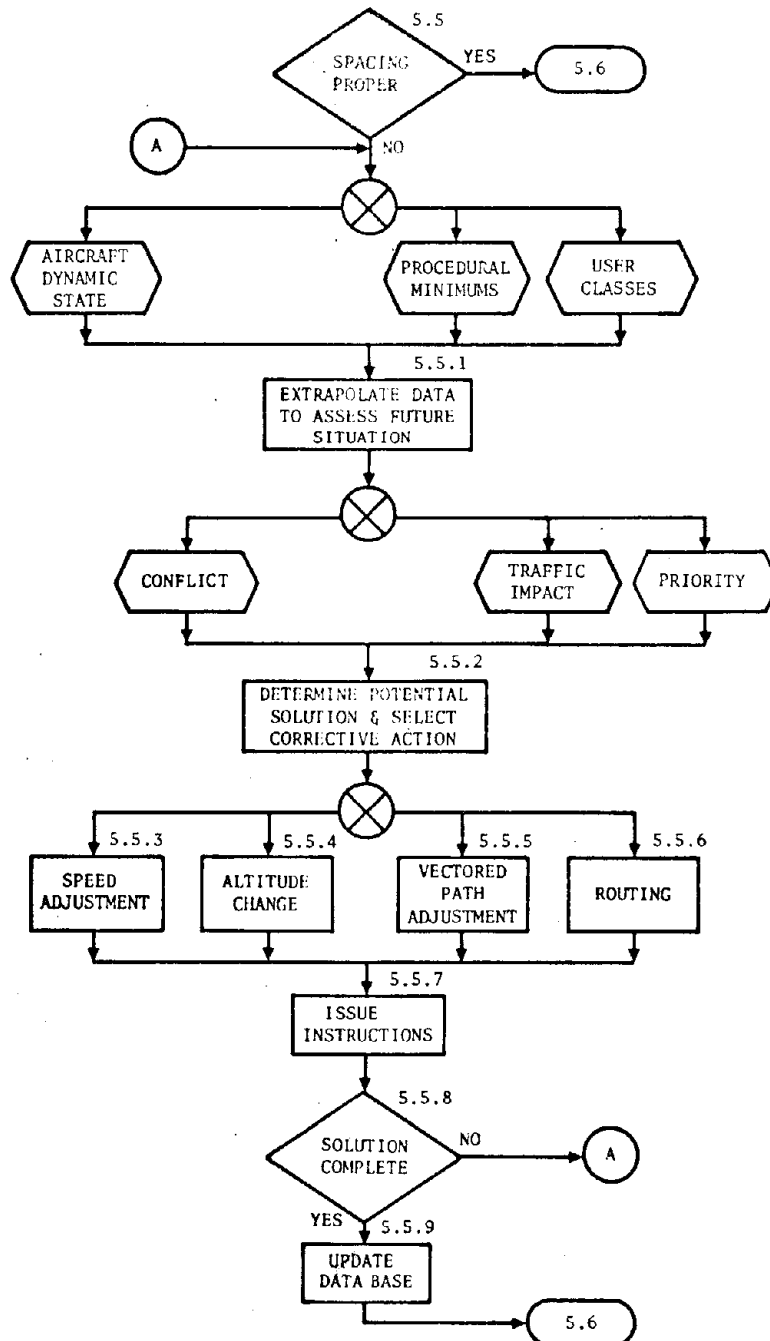 5.5
SPACING
PROPER
YES
5.6
A
NO
AIRCRAFT
DYNAMIC
STATE
PROCEDURAL
MINIMUMS
USER
CLASSES
5.5.1
EXTRAPOLATE DATA
TO ASSESS FUTURE
SITUATION
CONFLICT
TRAFFIC
IMPACT
PRIORITY
5.5.2
DETERMINE POTENTIAL
SOLUTION & SELECT
CORRECTIVE ACTION
5.5.3
SPEED
ADJUSTMENT
5.5.4
ALTITUDE
CHANGE
5.5.5
VECTORED
PATH
ADJUSTMENT
5.5.6
ROUTING
5.5.7
ISSUE
INSTRUCTIONS
5.5.8
SOLUTION
COMPLETE
NO
A
YES
5.5.9
UPDATE
DATA BASE
5.6